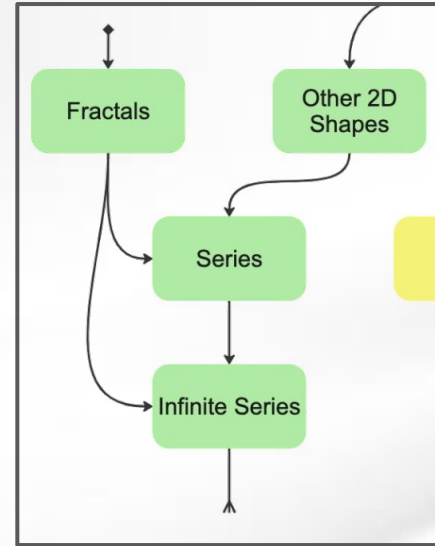 Fractals
Other 2D
Shapes
Series
Infinite Series